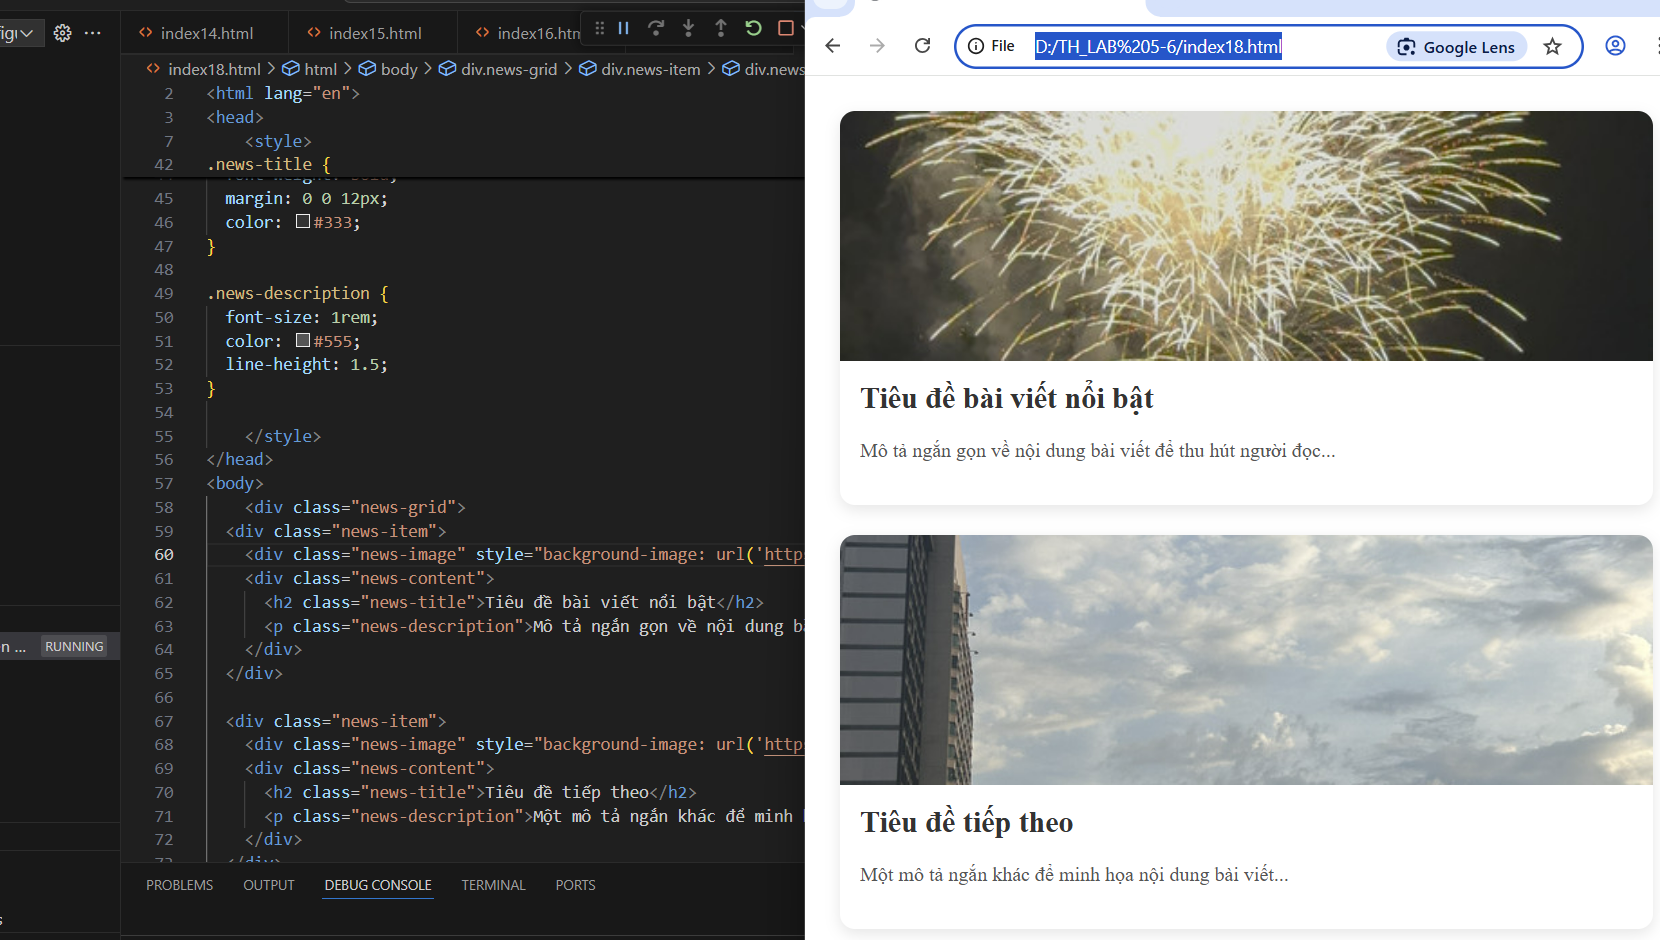 index14.html
index15.html
index16.htm
index18.html > html > body > div.news-grid > div.news-item > div.news
2 <html lang="en">
3 <head>
7 <style>
42 .news-title {
45 margin: 0 0 12px;
46 color: #333;
47 }
48
49 .news-description {
50 font-size: 1rem;
51 color: #555;
52 line-height: 1.5;
53 }
54
55 </style>
56 </head>
57 <body>
58 <div class="news-grid">
59 <div class="news-item">
60 <div class="news-image" style="background-image: url('http
61 <div class="news-content">
62 <h2 class="news-title">Tiêu đề bài viết nổi bật</h2>
63 <p class="news-description">Mô tả ngắn gọn về nội dung bà
64 </div>
65 </div>
66
67 <div class="news-item">
68 <div class="news-image" style="background-image: url('http
69 <div class="news-content">
70 <h2 class="news-title">Tiêu đề tiếp theo</h2>
71 <p class="news-description">Một mô tả ngắn khác để minh
72 </div>
RUNNING
PROBLEMS OUTPUT DEBUG CONSOLE TERMINAL PORTS
File D:/TH_LAB%205-6/index18.html Google Lens
Tiêu đề bài viết nổi bật
Mô tả ngắn gọn về nội dung bài viết để thu hút người đọc...
Tiêu đề tiếp theo
Một mô tả ngắn khác để minh họa nội dung bài viết...